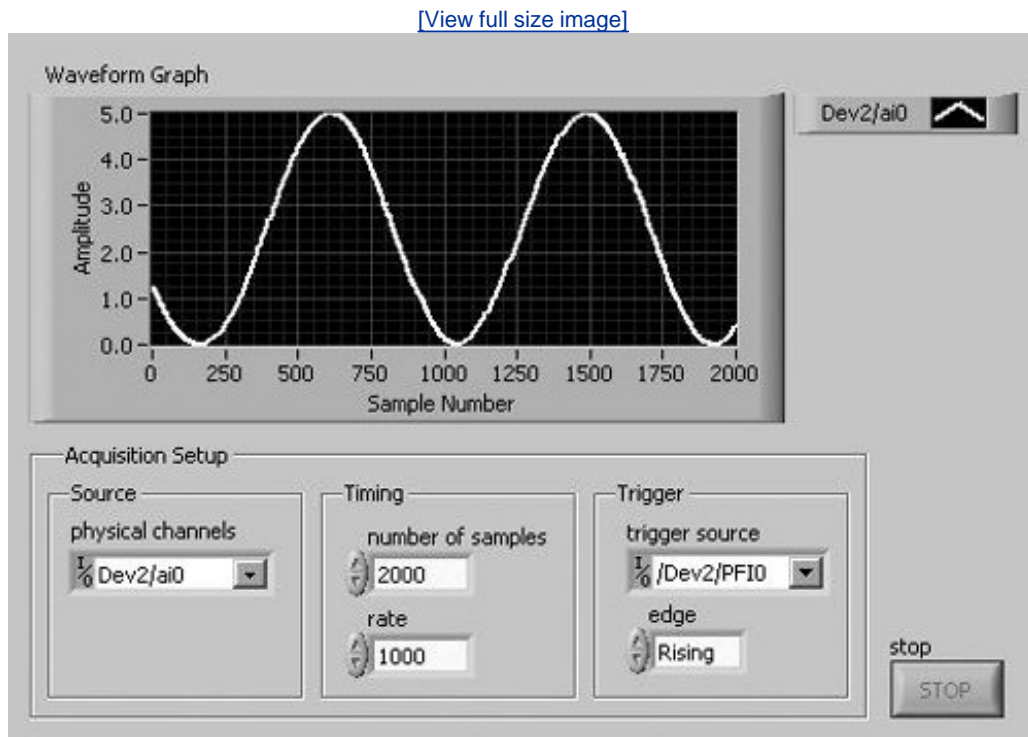 [View full size image]
Waveform Graph
Dev2/ai0
5.0
4.0
3.0
2.0
1.0
0.0
Amplitude
0 250 500 750 1000 1250 1500 1750 2000
Sample Number
Acquisition Setup
Source
physical channels
I/0 Dev2/ai0
Timing
number of samples
2000
rate
1000
Trigger
trigger source
I/0 /Dev2/PFI0
edge
Rising
stop
STOP